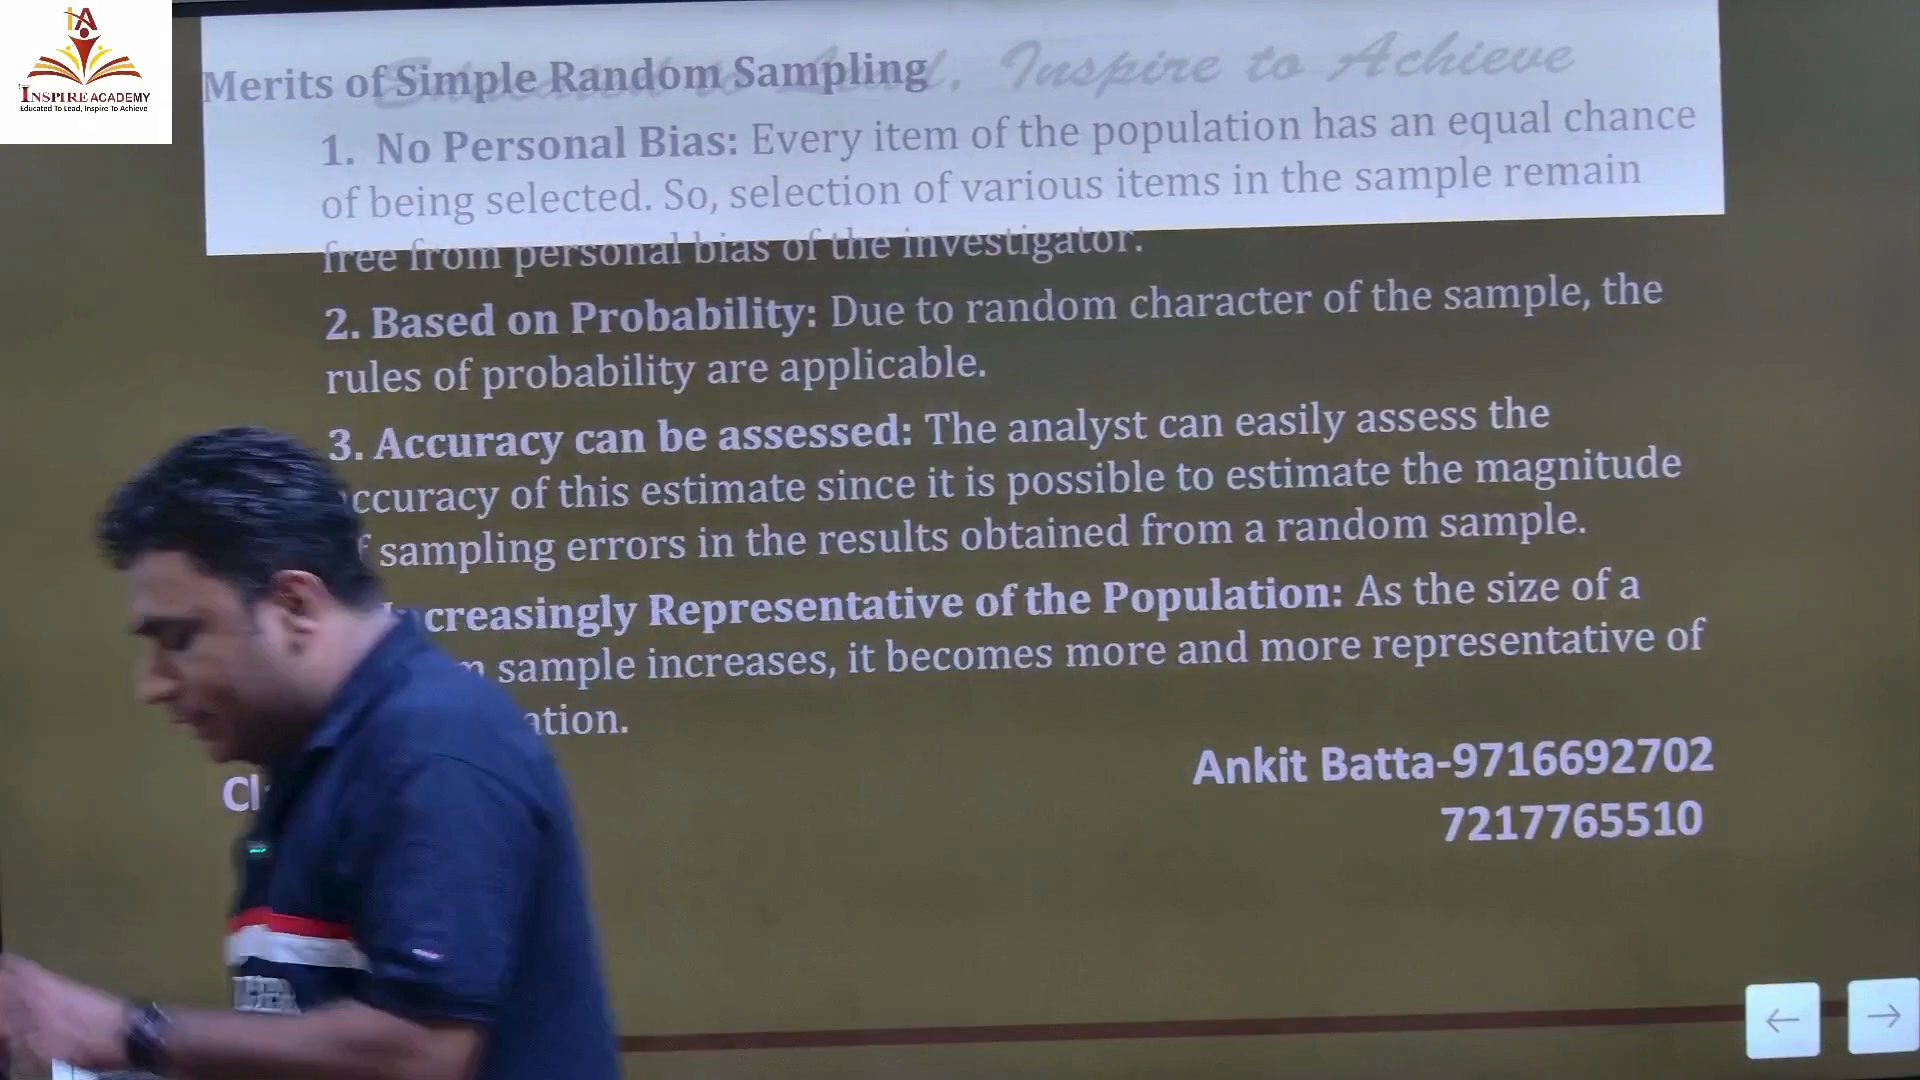 IA
INSPIRE ACADEMY
Educated To Lead, Inspire To Achieve
Inspire to Achieve
Merits of Simple Random Sampling
1. No Personal Bias: Every item of the population has an equal chance
of being selected. So, selection of various items in the sample remain
free from personal bias of the investigator.
2. Based on Probability: Due to random character of the sample, the
rules of probability are applicable.
3. Accuracy can be assessed: The analyst can easily assess the
ccuracy of this estimate since it is possible to estimate the magnitude
f sampling errors in the results obtained from a random sample.
creasingly Representative of the Population: As the size of a
sample increases, it becomes more and more representative of
ation.
Ankit Batta-9716692702
Cl
7217765510